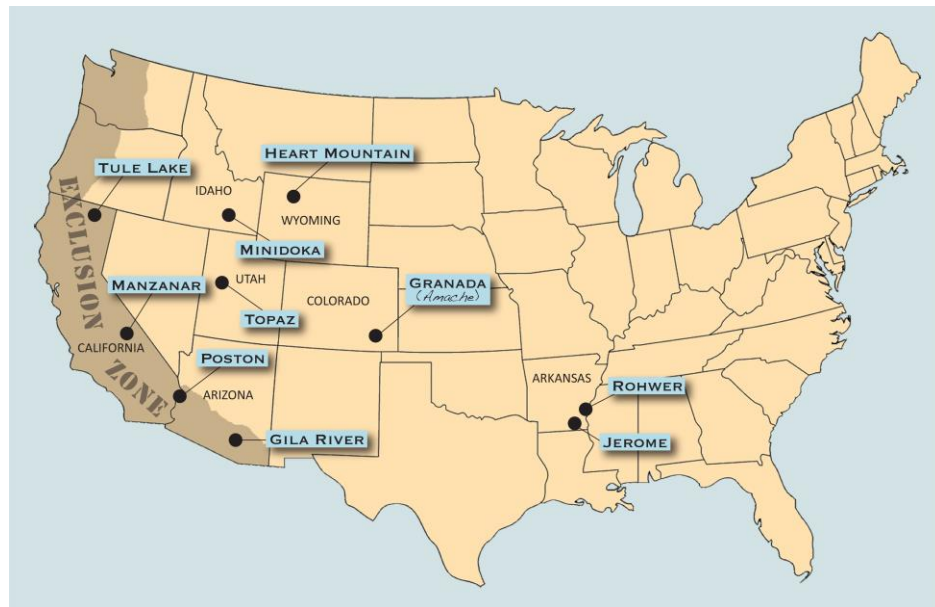 HEART MOUNTAIN
TULE LAKE
IDAHO
WYOMING
EXCLUSION
ZONE
MINIDOKA
UTAH
MANZANAR
GRANADA
(Amache)
COLORADO
TOPAZ
CALIFORNIA
POSTON
ARIZONA
ARKANSAS
ROHWER
GILA RIVER
JEROME